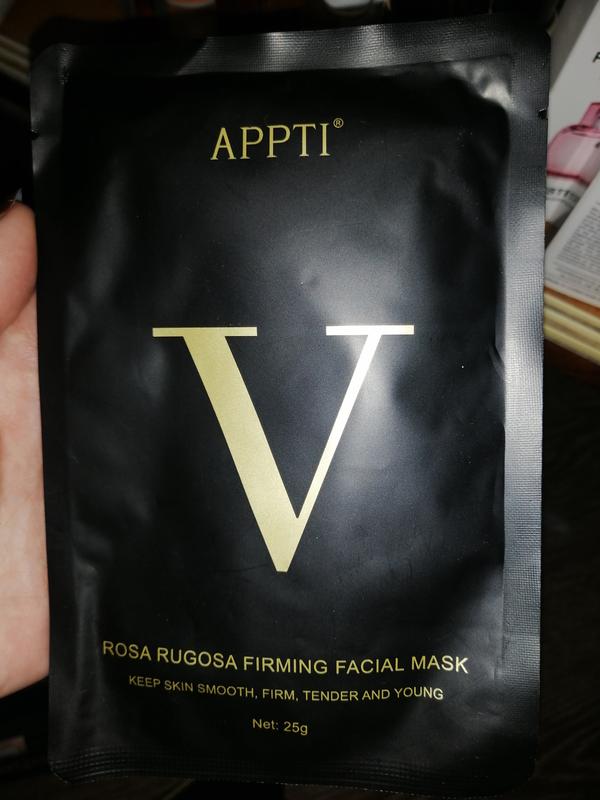 APPTI®
V
ROSA RUGOSA FIRMING FACIAL MASK
KEEP SKIN SMOOTH, FIRM, TENDER AND YOUNG
Net: 25g